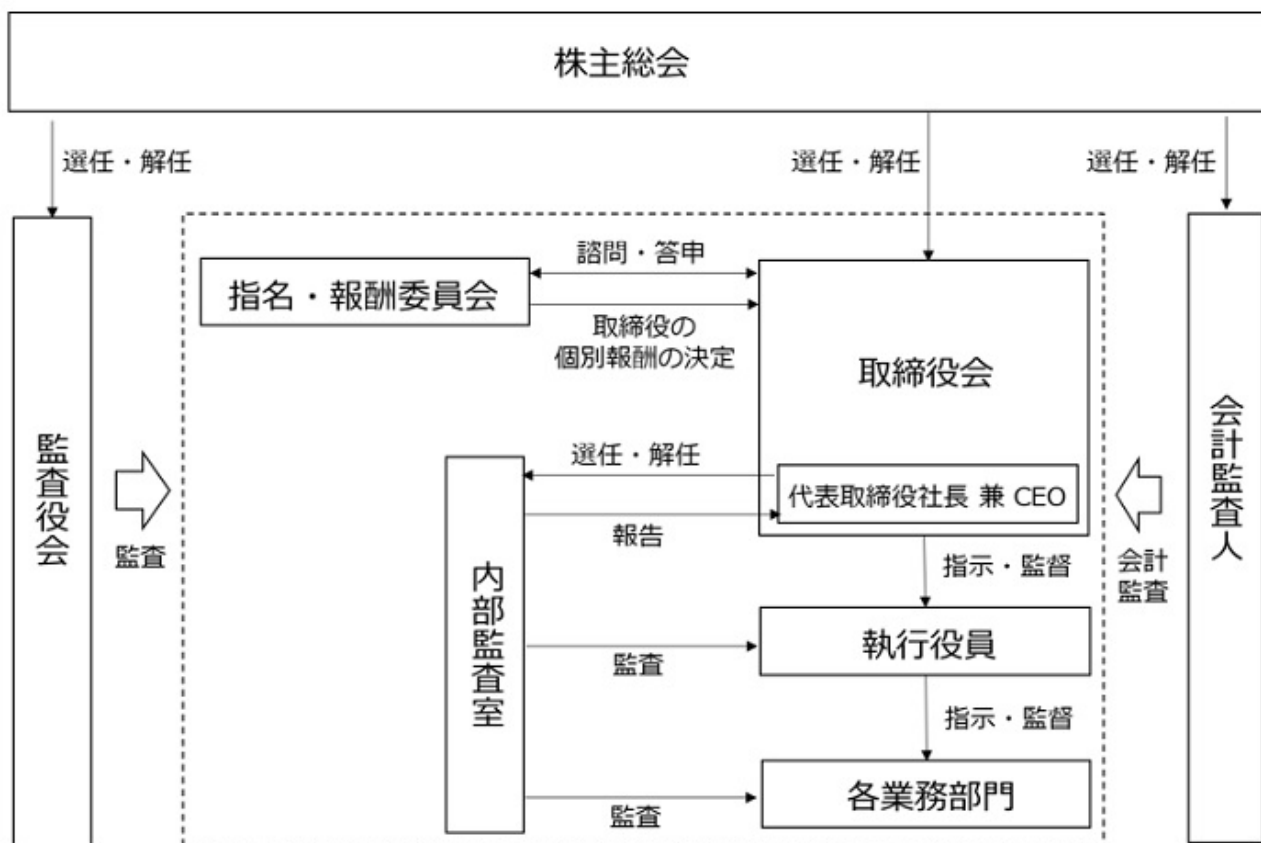 株主総会
選任・解任
選任・解任
選任・解任
諮問・答申
指名・報酬委員会
取締役の
個別報酬の決定
取締役会
監査役会
監査
会計監査人
会計
監査
選任・解任
代表取締役社長 兼 CEO
報告
内部監査室
指示・監督
執行役員
監査
指示・監督
各業務部門
監査